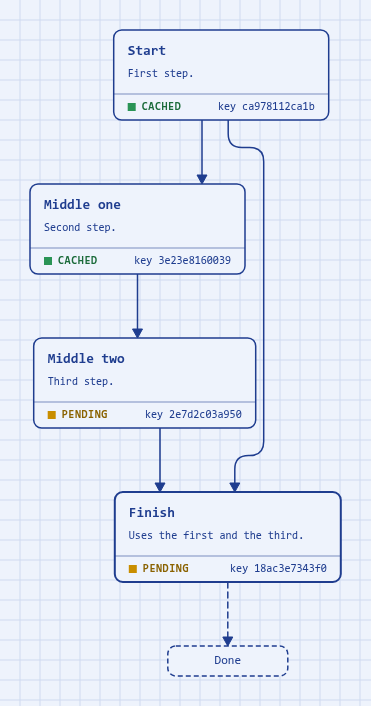 Start
First step.
CACHED key ca978112ca1b
Middle one
Second step.
CACHED key 3e23e8160039
Middle two
Third step.
PENDING key 2e7d2c03a950
Finish
Uses the first and the third.
PENDING key 18ac3e7343f0
Done